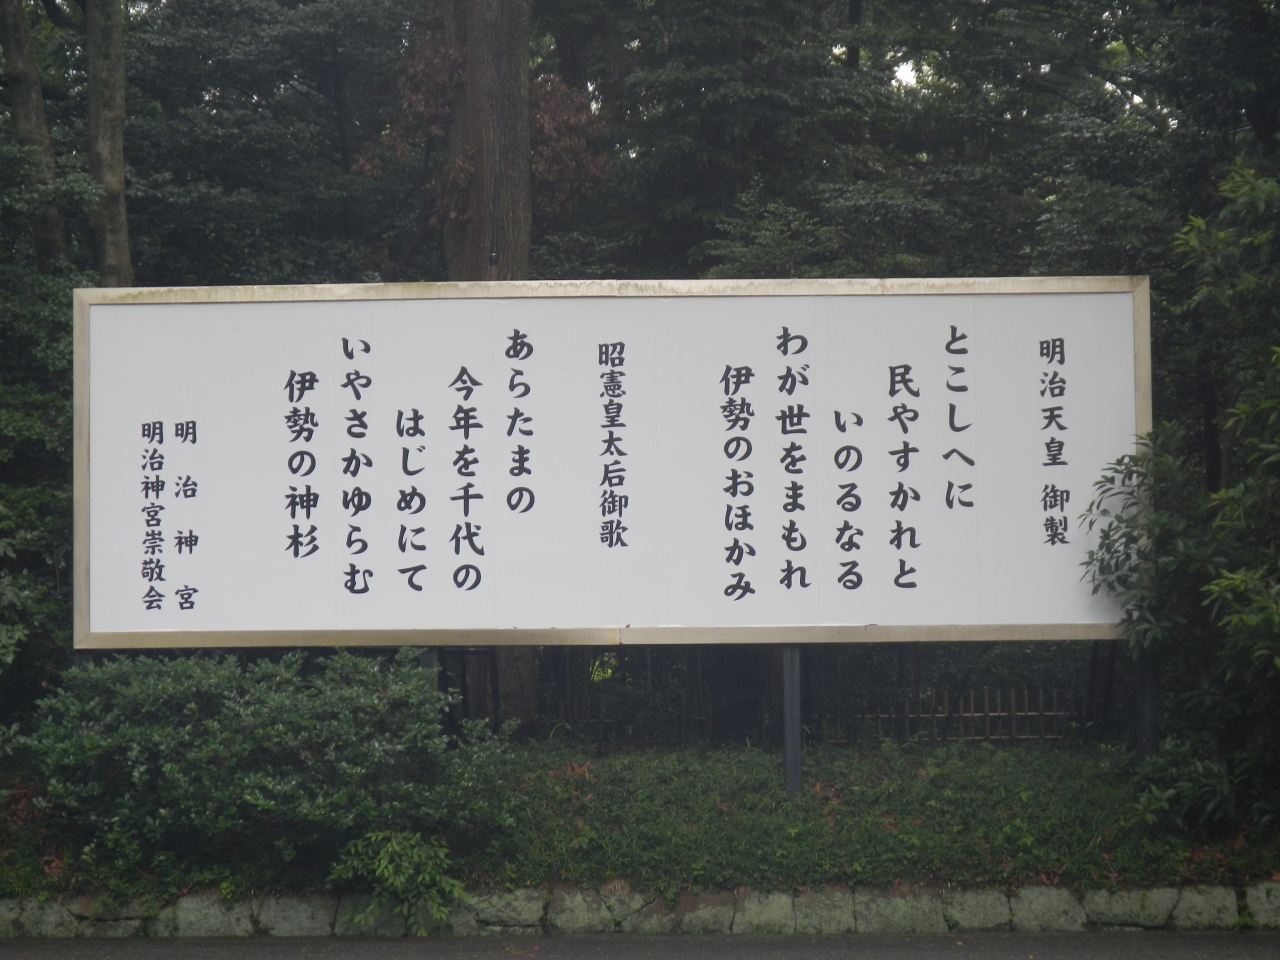 明治天皇 御製
とこしへに
民やすかれと
いのるなる
わが世をまもれ
伊勢のおほかみ
昭憲皇太后御歌
あらたまの
今年を千代の
はじめにて
いやさかゆらむ
伊勢の神杉
明治神宮
明治神宮崇敬会